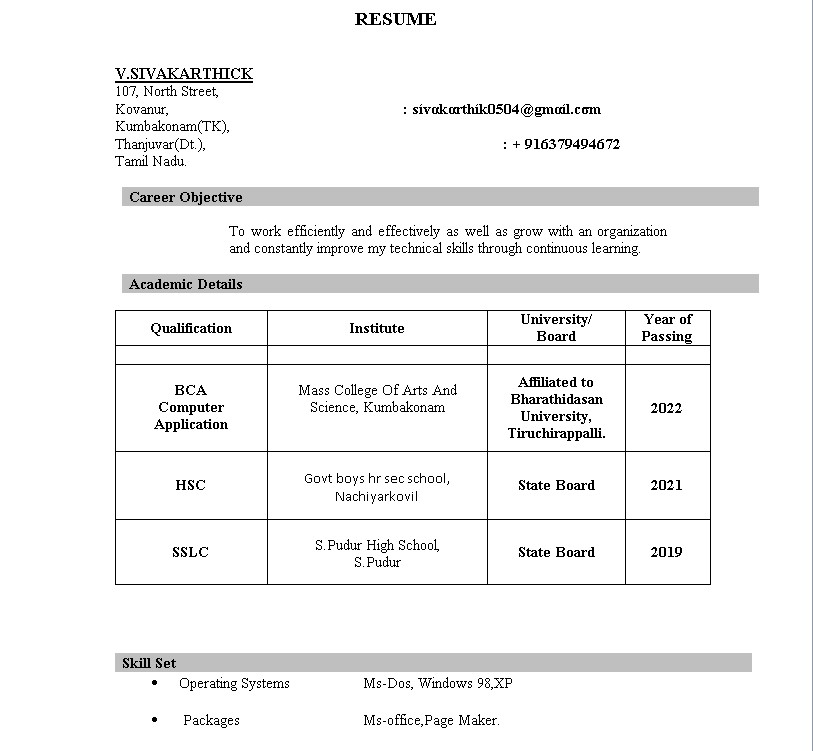 RESUME
V.SIVAKARTHICK
107, North Street,
Kovanur,
: sivakarthik0504@gmail.com
Kumbakonam(TK),
Thanjuvar(Dt.),
: + 916379494672
Tamil Nadu.
Career Objective
To work efficiently and effectively as well as grow with an organization
and constantly improve my technical skills through continuous learning.
Academic Details
Qualification
Institute
University/
Board
Year of
Passing
BCA
Computer
Application
Mass College Of Arts And
Science, Kumbakonam
Affiliated to
Bharathidasan
University,
Tiruchirappalli.
2022
HSC
Govt boys hr sec school,
Nachiyarkovil
State Board
2021
SSLC
S.Pudur High School,
S.Pudur
State Board
2019
Skill Set
• Operating Systems Ms-Dos, Windows 98,XP
• Packages Ms-office,Page Maker.